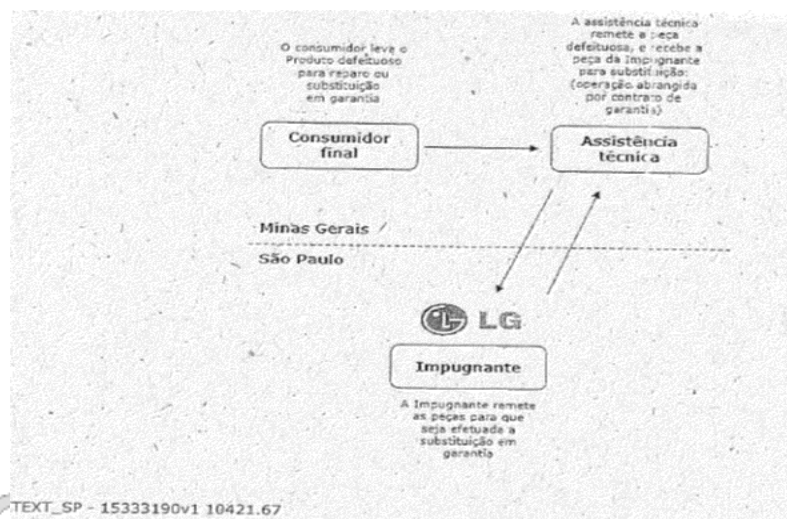 A assistência técnica
remete a peça
defeituosa, e recebe a
peça da Impugnante
para substituição:
(operação abrangida
por contrato de
garantia)
O consumidor leva o
Produto defeituoso
para reparo ou
substituição
em garantia
Consumidor
final
Assistência
técnica
Minas Gerais
São Paulo
LG
Impugnante
A Impugnante remete
as peças para que
seja efetuada a
substituição em
garantia
TEXT_SP - 15333190v1 10421.67